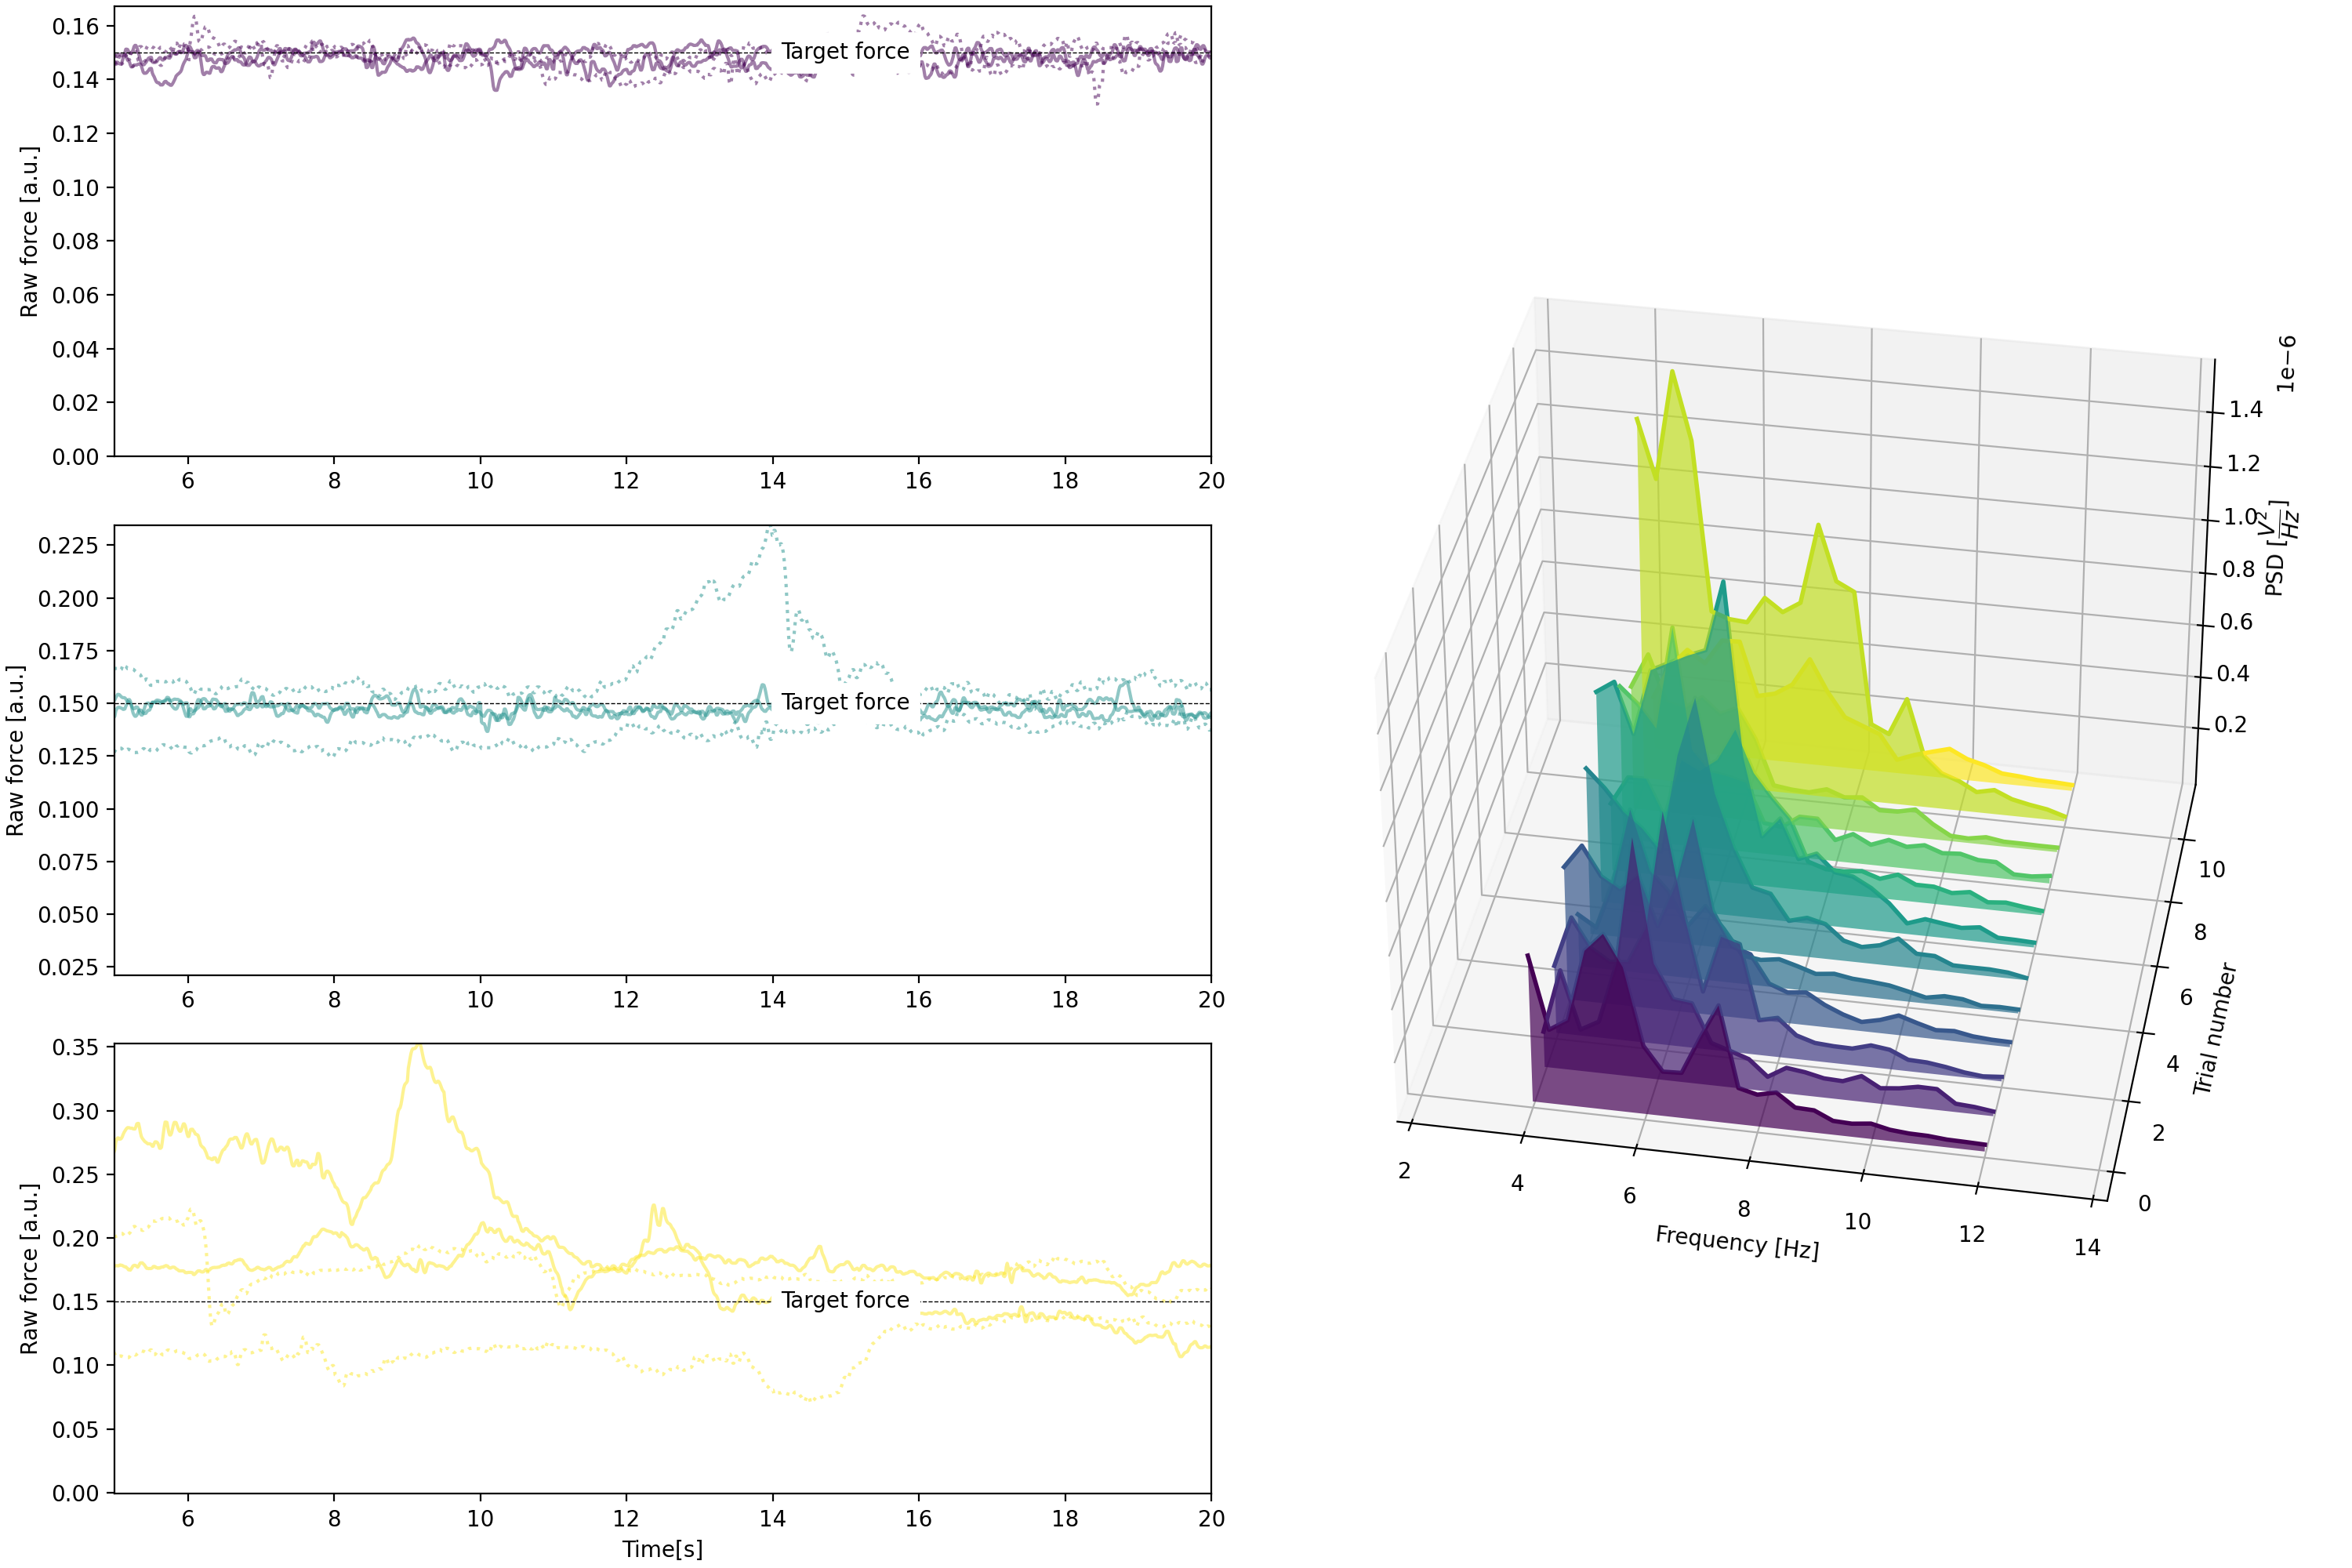 0.16
0.14
0.12
0.10
0.08
0.06
0.04
0.02
0.00
Raw force [a.u.]
Target force
6 8 10 12 14 16 18 20
0.225
0.200
0.175
0.150
0.125
0.100
0.075
0.050
0.025
Raw force [a.u.]
Target force
6 8 10 12 14 16 18 20
0.35
0.30
0.25
0.20
0.15
0.10
0.05
0.00
Raw force [a.u.]
Target force
6 8 10 12 14 16 18 20
Time[s]
1e−6
1.4
1.2
1.0
0.8
0.6
0.4
0.2
PSD [V²/Hz]
10
8
6
4
2
0
Trial number
2 4 6 8 10 12 14
Frequency [Hz]